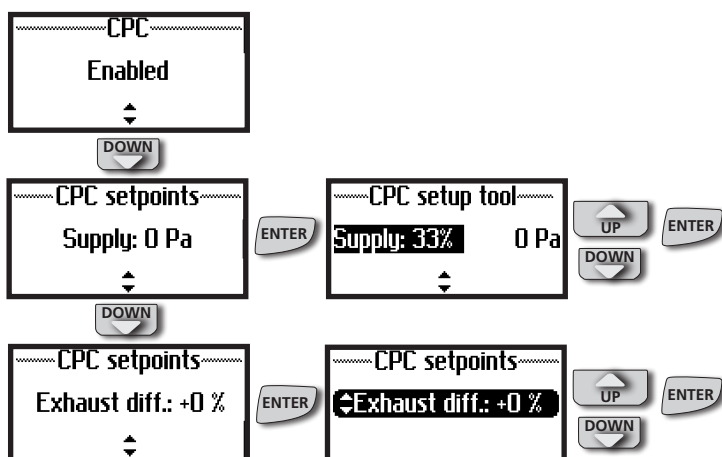 CPC
Enabled
DOWN
CPC setpoints
Supply: 0 Pa
ENTER
CPC setup tool
Supply: 33% 0 Pa
UP
DOWN
ENTER
DOWN
CPC setpoints
Exhaust diff.: +0 %
ENTER
CPC setpoints
Exhaust diff.: +0 %
UP
DOWN
ENTER